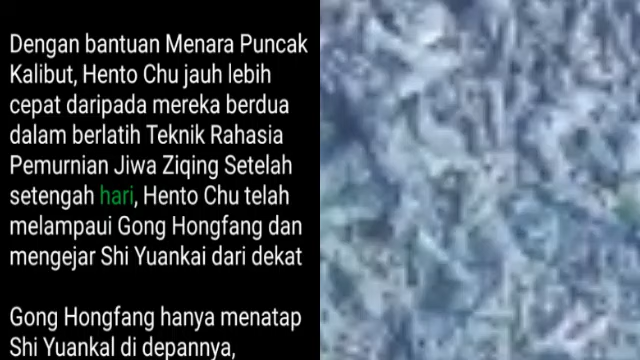 Dengan bantuan Menara Puncak
Kalibut, Hento Chu jauh lebih
cepat daripada mereka berdua
dalam berlatih Teknik Rahasia
Pemurnian Jiwa Ziqing Setelah
setengah hari, Hento Chu telah
melampaui Gong Hongfang dan
mengejar Shi Yuankai dari dekat
Gong Hongfang hanya menatap
Shi Yuankal di depannya,